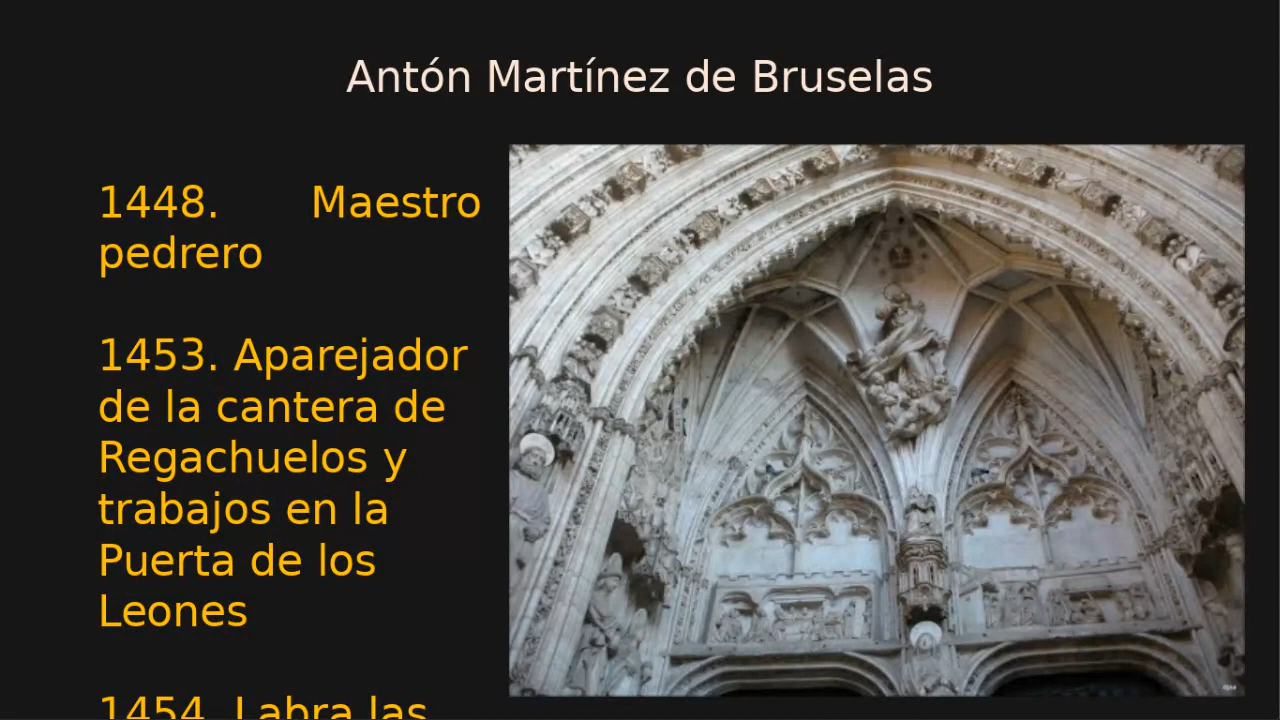 Antón Martínez de Bruselas
1448. Maestro
pedrero
1453. Aparejador
de la cantera de
Regachuelos y
trabajos en la
Puerta de los
Leones
1454. Labra las